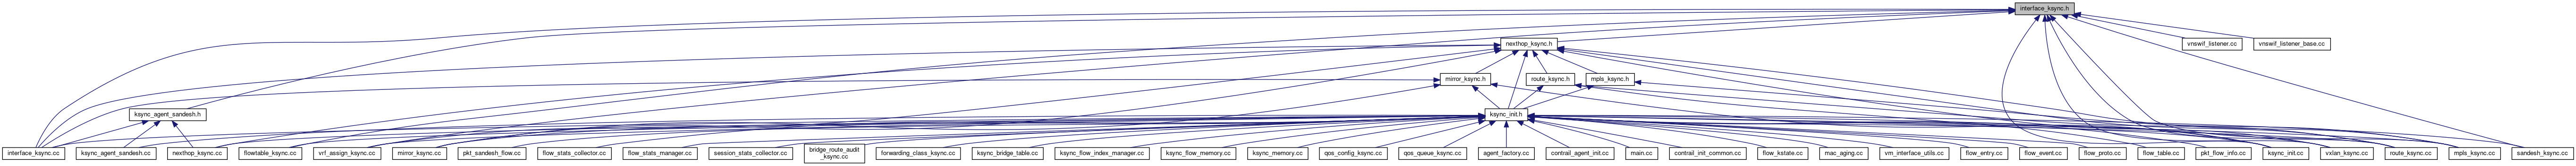 interface_ksync.h
nexthop_ksync.h
vnswif_listener.cc
vnswif_listener_base.cc
mirror_ksync.h
route_ksync.h
mpls_ksync.h
ksync_agent_sandesh.h
ksync_init.h
interface_ksync.cc
ksync_agent_sandesh.cc
nexthop_ksync.cc
flowtable_ksync.cc
vrf_assign_ksync.cc
mirror_ksync.cc
pkt_sandesh_flow.cc
flow_stats_collector.cc
flow_stats_manager.cc
session_stats_collector.cc
bridge_route_audit
_ksync.cc
forwarding_class_ksync.cc
ksync_bridge_table.cc
ksync_flow_index_manager.cc
ksync_flow_memory.cc
ksync_memory.cc
qos_config_ksync.cc
qos_queue_ksync.cc
agent_factory.cc
contrail_agent_init.cc
main.cc
contrail_init_common.cc
flow_kstate.cc
mac_aging.cc
vm_interface_utils.cc
flow_entry.cc
flow_event.cc
flow_proto.cc
flow_table.cc
pkt_flow_info.cc
ksync_init.cc
vxlan_ksync.cc
route_ksync.cc
mpls_ksync.cc
sandesh_ksync.cc